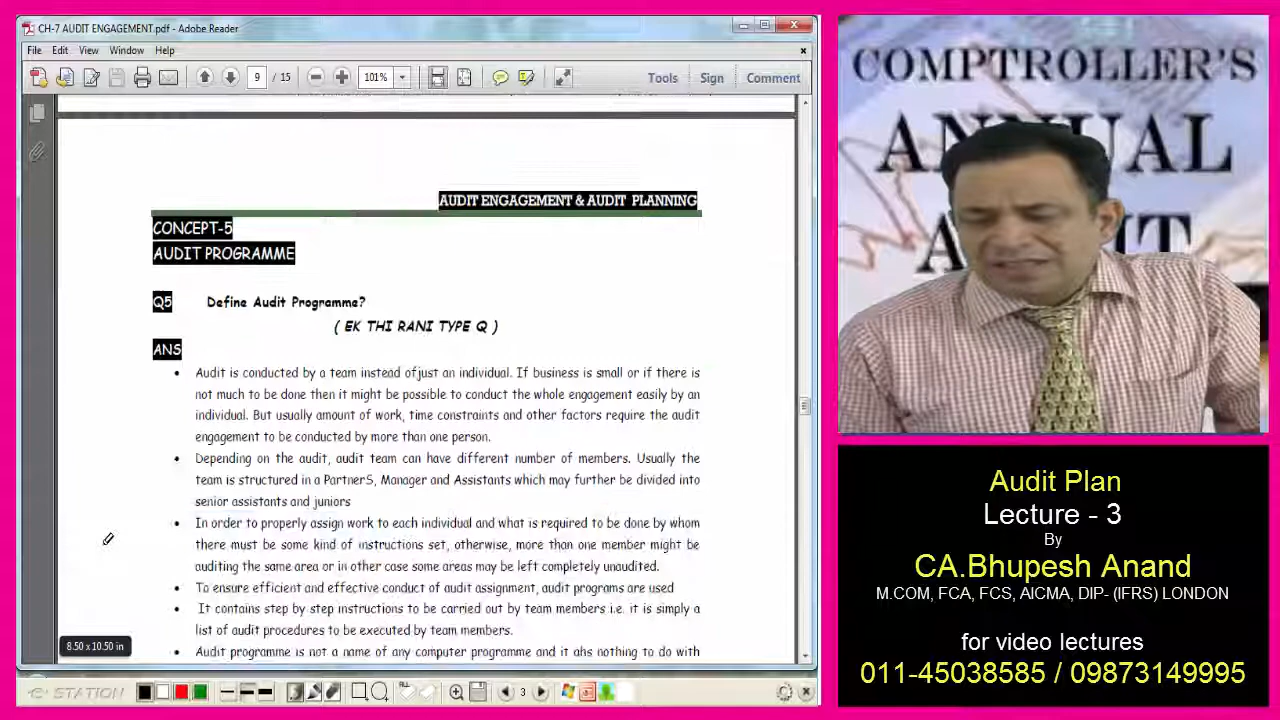 CH-7 AUDIT ENGAGEMENT.pdf - Adobe Reader
File Edit View Window Help
9 / 15 101% Tools Sign Comment
AUDIT ENGAGEMENT & AUDIT PLANNING
CONCEPT-5
AUDIT PROGRAMME
Q5 Define Audit Programme?
( EK THI RANI TYPE Q )
ANS
• Audit is conducted by a team instead ofjust an individual. If business is small or if there is
not much to be done then it might be possible to conduct the whole engagement easily by an
individual. But usually amount of work, time constraints and other factors require the audit
engagement to be conducted by more than one person.
• Depending on the audit, audit team can have different number of members. Usually the
team is structured in a PartnerS, Manager and Assistants which may further be divided into
senior assistants and juniors
• In order to properly assign work to each individual and what is required to be done by whom
there must be some kind of instructions set, otherwise, more than one member might be
auditing the same area or in other case some areas may be left completely unaudited.
• To ensure efficient and effective conduct of audit assignment, audit programs are used
• It contains step by step instructions to be carried out by team members i.e. it is simply a
list of audit procedures to be executed by team members.
• Audit programme is not a name of any computer programme and it ahs nothing to do with
8.50 x 10.50 in
STATION
3
COMPTROLLER'S
ANNUAL
Audit Plan
Lecture - 3
By
CA.Bhupesh Anand
M.COM, FCA, FCS, AICMA, DIP- (IFRS) LONDON
for video lectures
011-45038585 / 09873149995